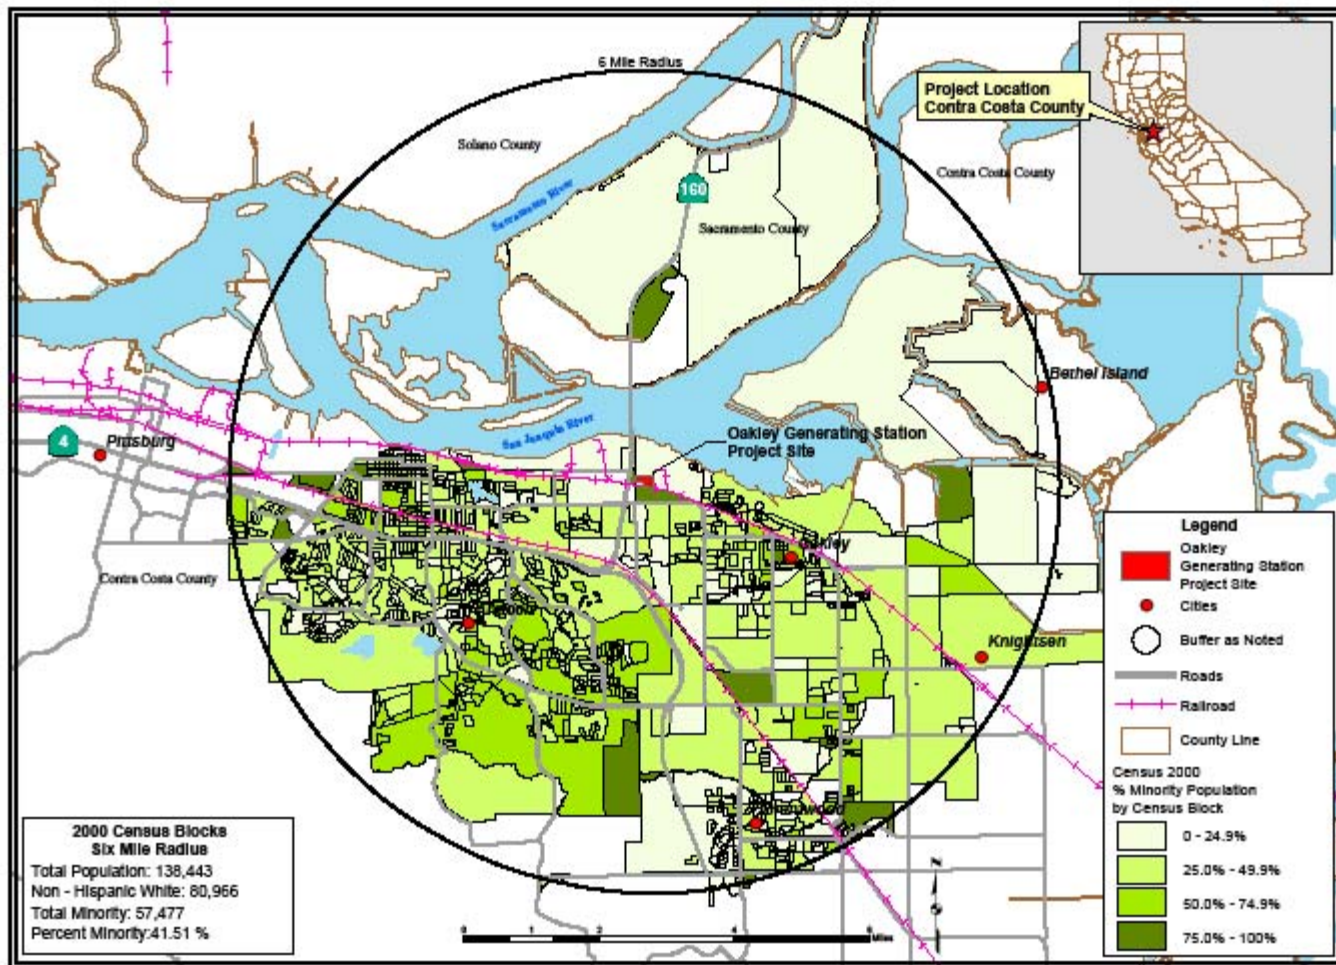 6 Mile Radius
Project Location
Contra Costa County
Solano County
Contra Costa County
Sacramento River
160
Sacramento County
Bethel Island
San Joaquin River
Oakley Generating Station
Project Site
4
Pittsburg
Oakley
Contra Costa County
Knightsen
Legend
Oakley
Generating Station
Project Site
Cities
Buffer as Noted
Roads
Railroad
County Line
Census 2000
% Minority Population
by Census Block
0 - 24.9%
25.0% - 49.9%
50.0% - 74.9%
75.0% - 100%
2000 Census Blocks
Six Mile Radius
Total Population: 138,443
Non - Hispanic White: 80,966
Total Minority: 57,477
Percent Minority:41.51 %
N
0 1 2 4 6
Miles